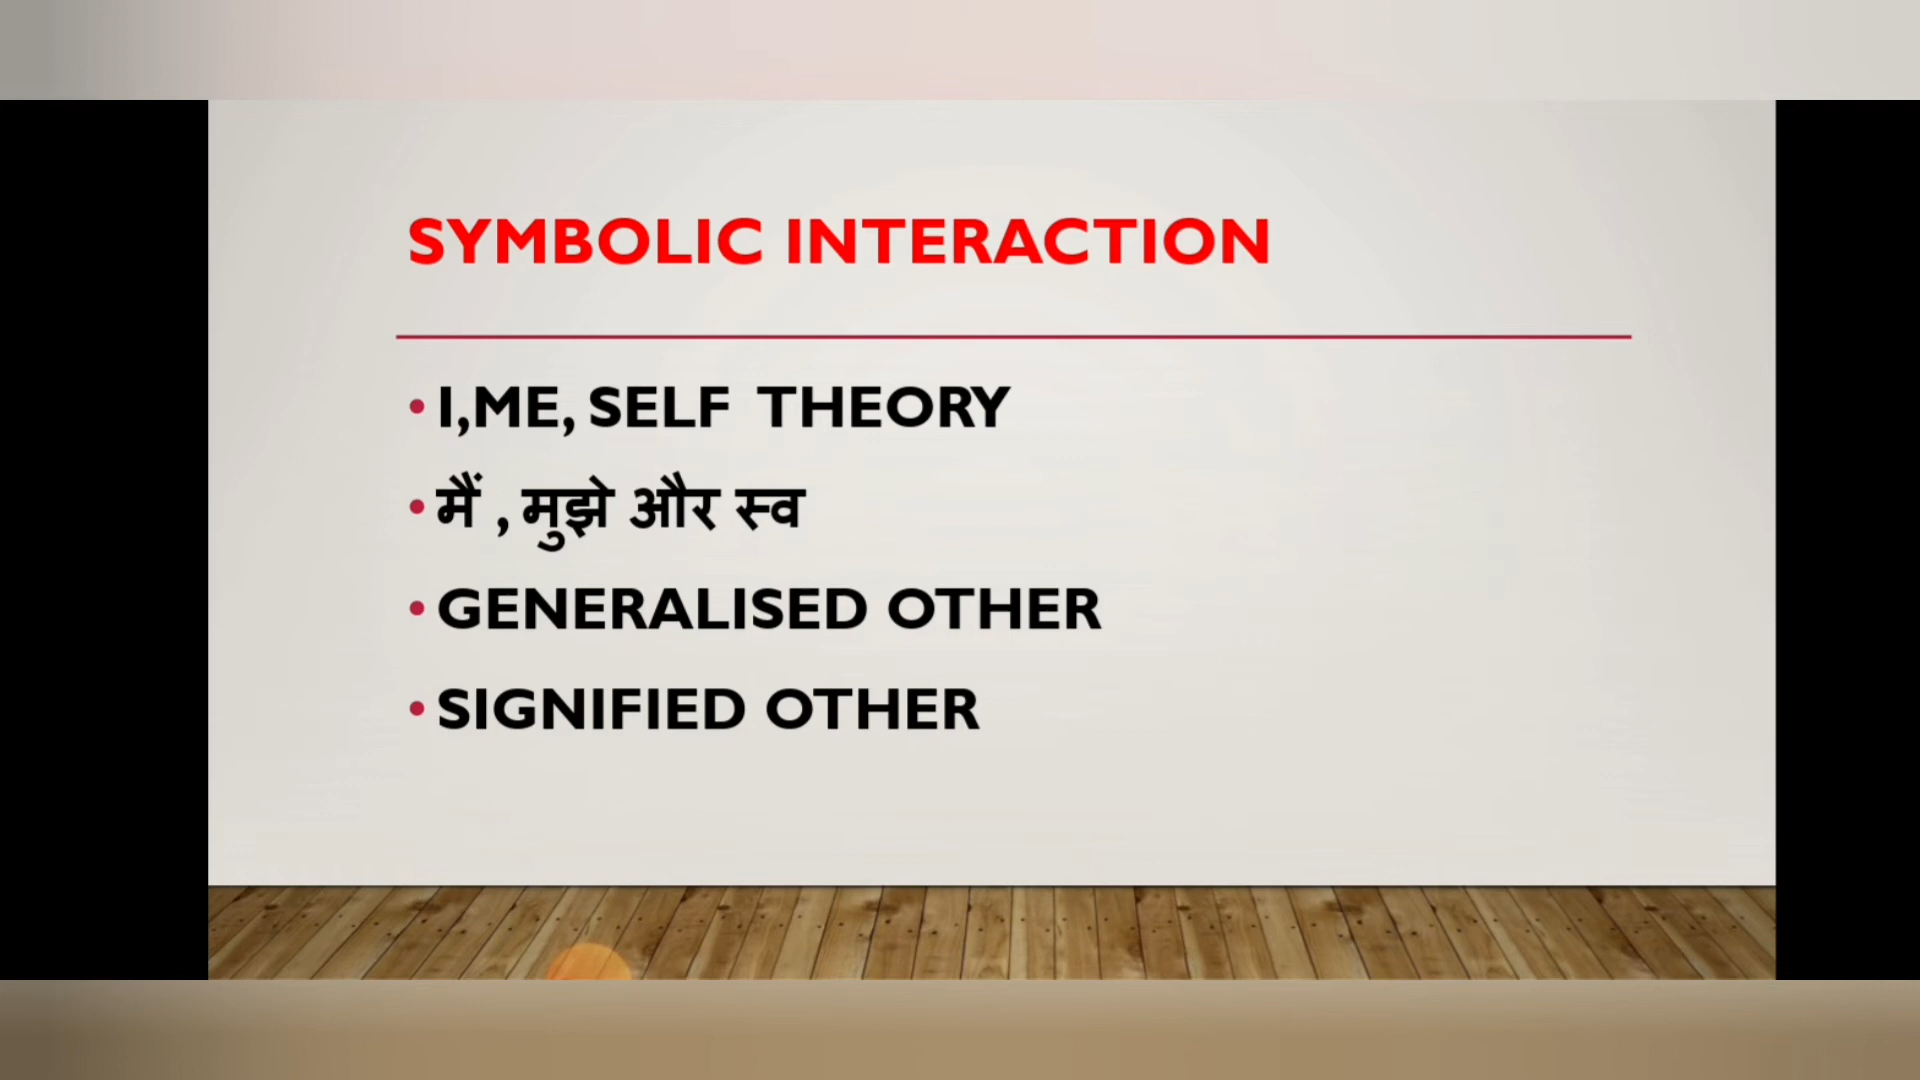 SYMBOLIC INTERACTION
• I,ME, SELF THEORY
• मैं , मुझे और स्व
• GENERALISED OTHER
• SIGNIFIED OTHER